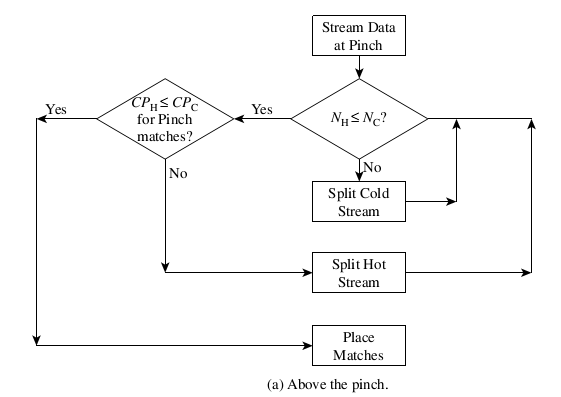 Stream Data
at Pinch
Yes
CP_H ≤ CP_C
for Pinch
matches?
Yes
N_H ≤ N_C?
No
No
Split Cold
Stream
Split Hot
Stream
Place
Matches
(a) Above the pinch.